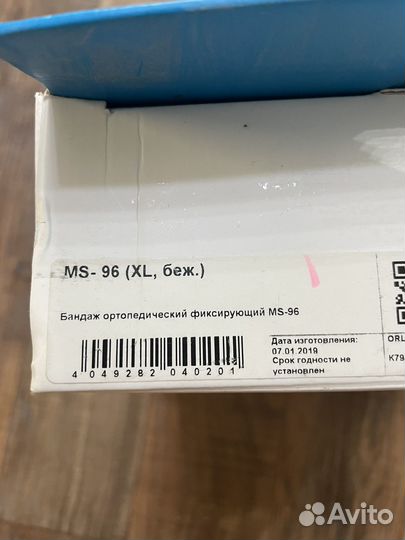 MS- 96 (XL, беж.)
Бандаж ортопедический фиксирующий MS-96
Дата изготовления:
07.01.2019
Срок годности не
установлен
ORL
K79
4 049282 040201
Avito